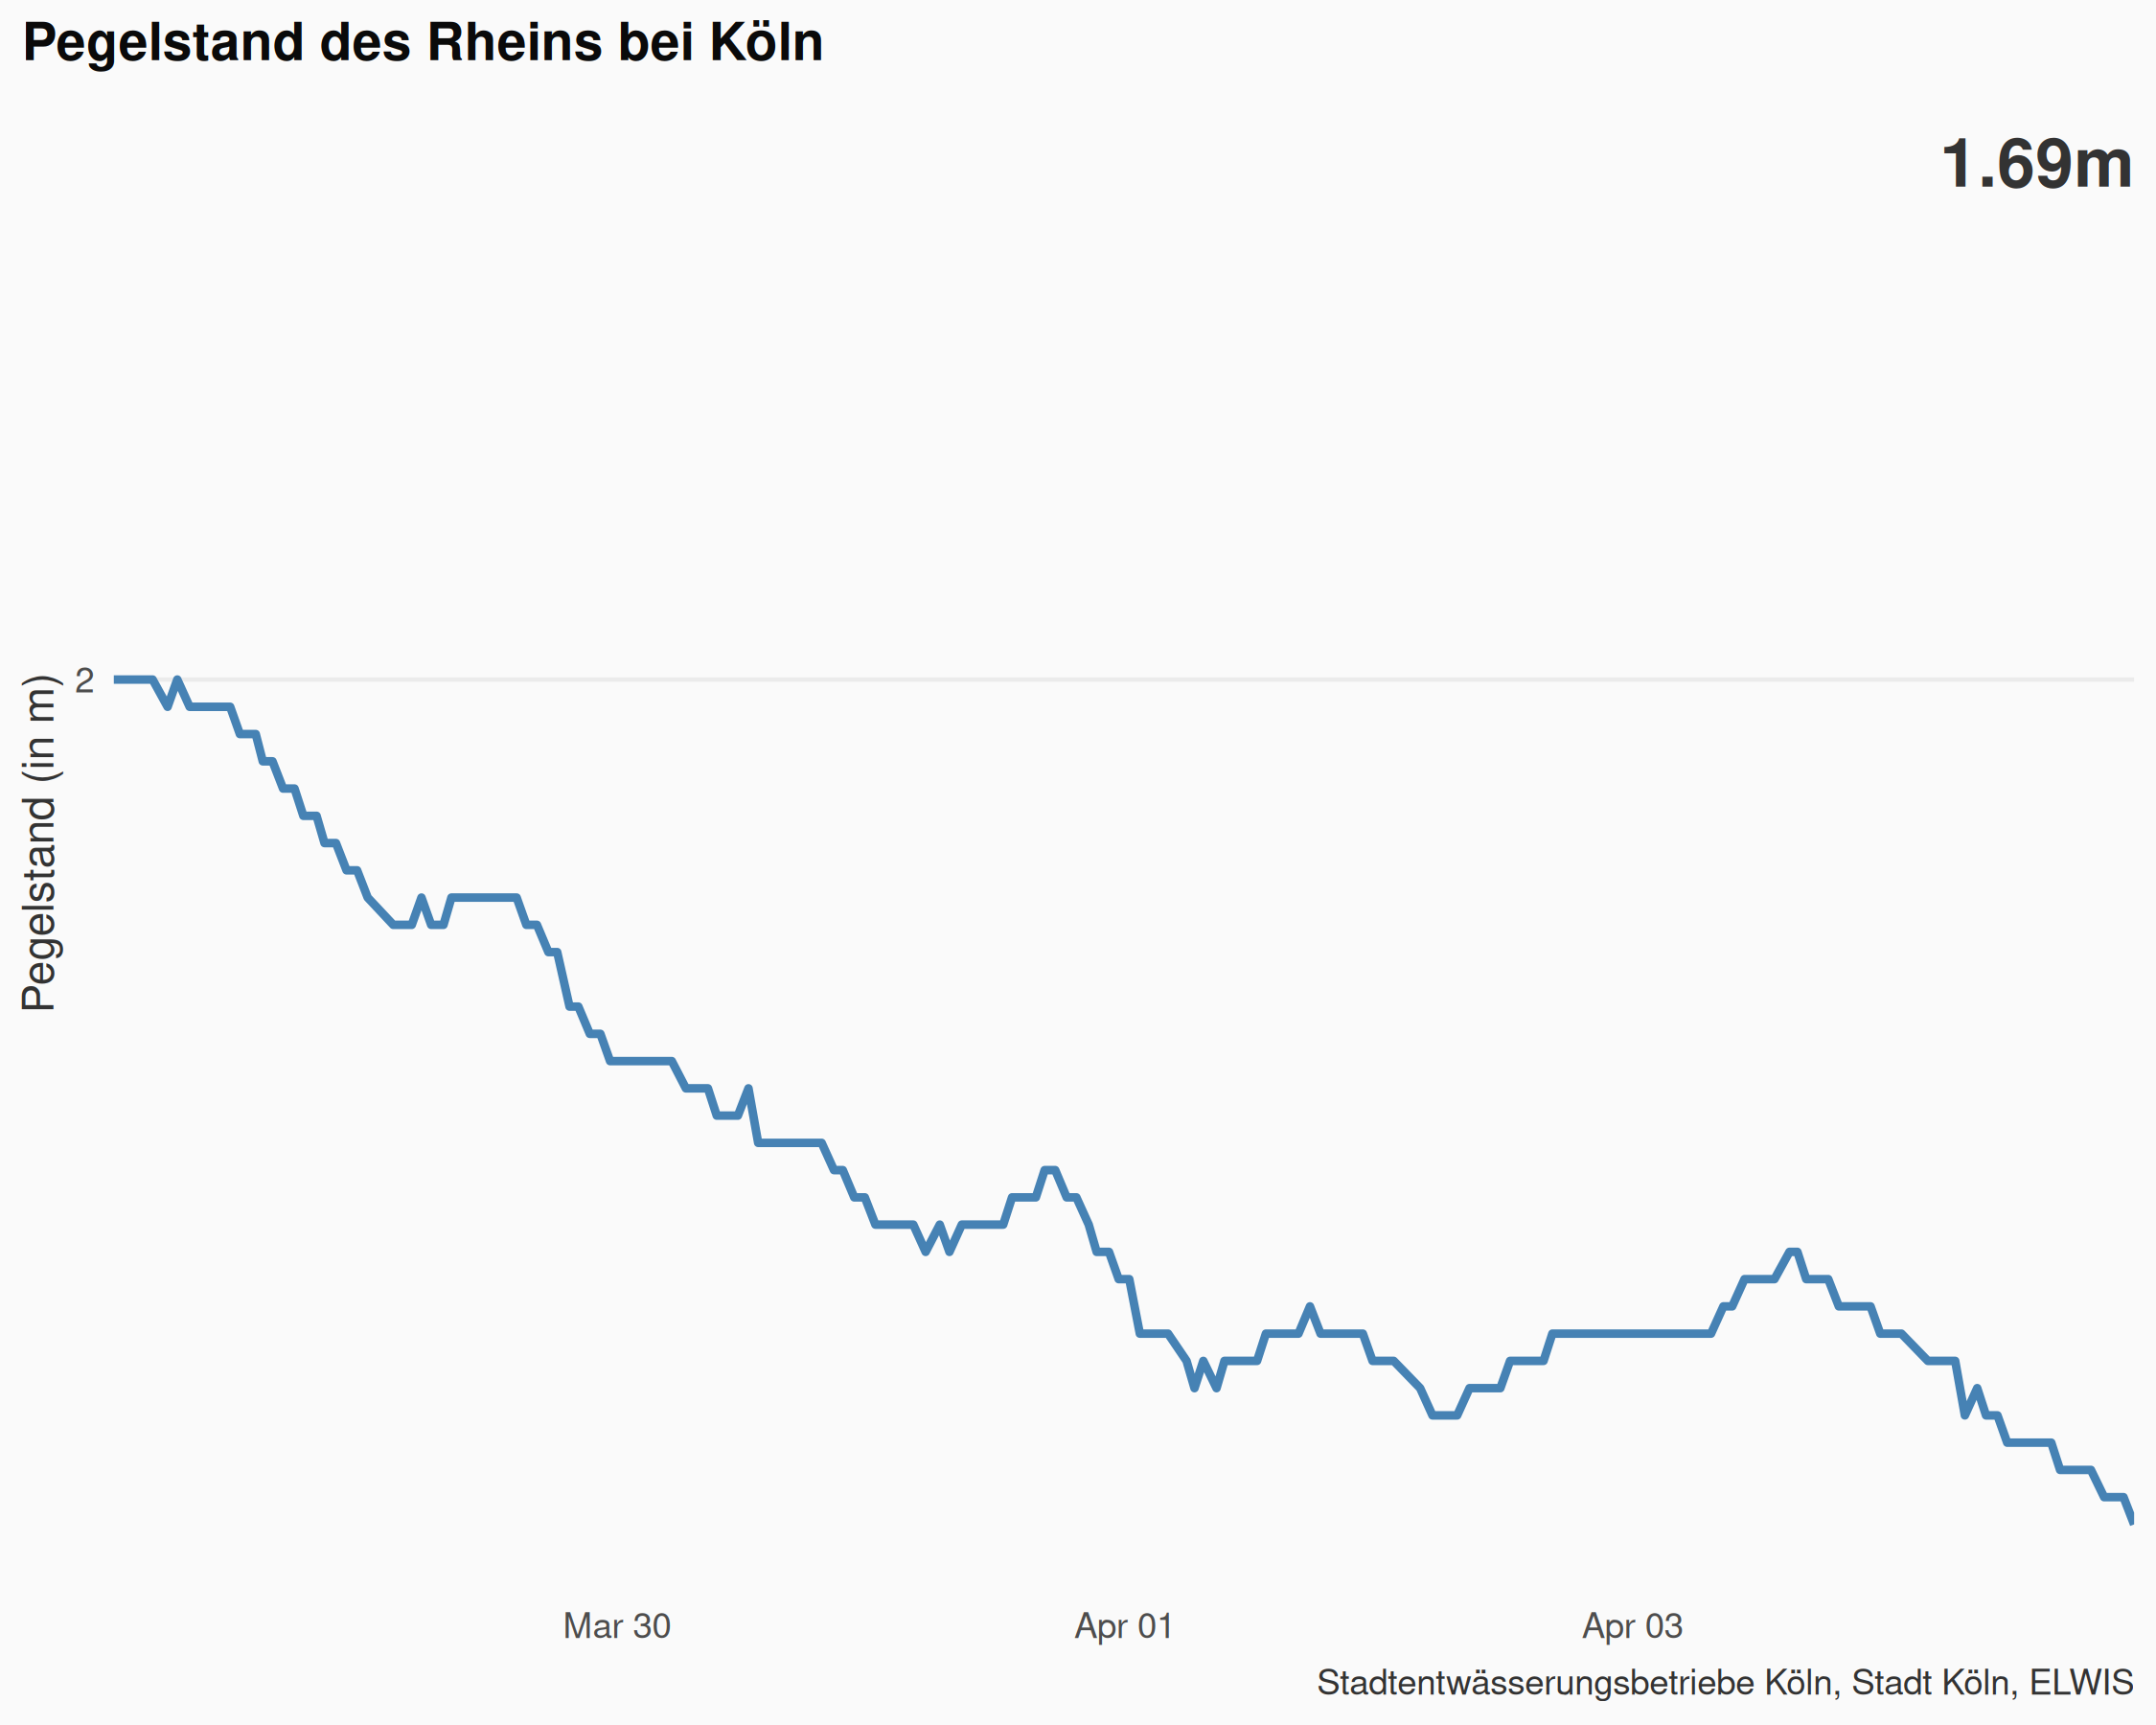 Pegelstand des Rheins bei Köln
1.69m
Pegelstand (in m)
2
Mar 30
Apr 01
Apr 03
Stadtentwässerungsbetriebe Köln, Stadt Köln, ELWIS